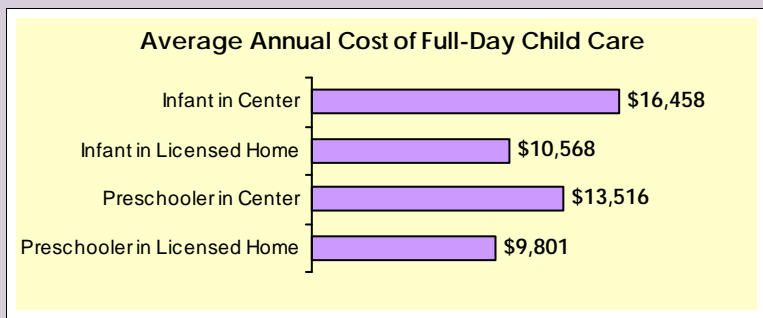 Average Annual Cost of Full-Day Child Care
Infant in Center $16,458
Infant in Licensed Home $10,568
Preschooler in Center $13,516
Preschooler in Licensed Home $9,801